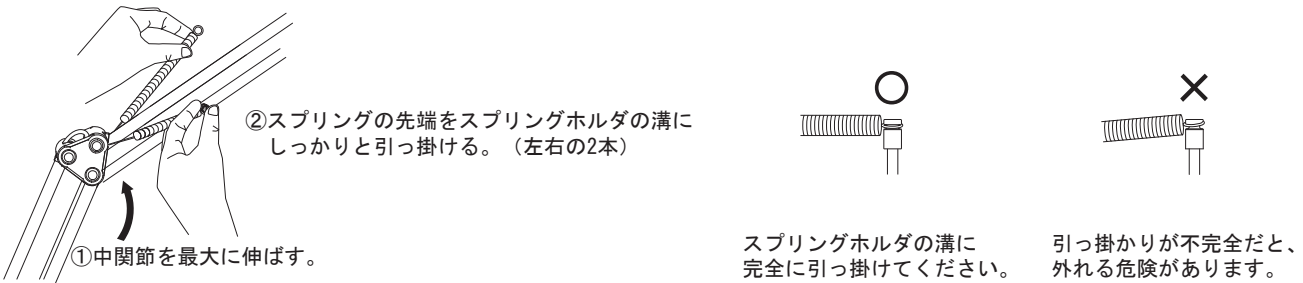 ②スプリングの先端をスプリングホルダの溝に
しっかりと引っ掛ける。（左右の2本）
①中関節を最大に伸ばす。
スプリングホルダの溝に
完全に引っ掛けてください。
引っ掛かりが不完全だと、
外れる危険があります。